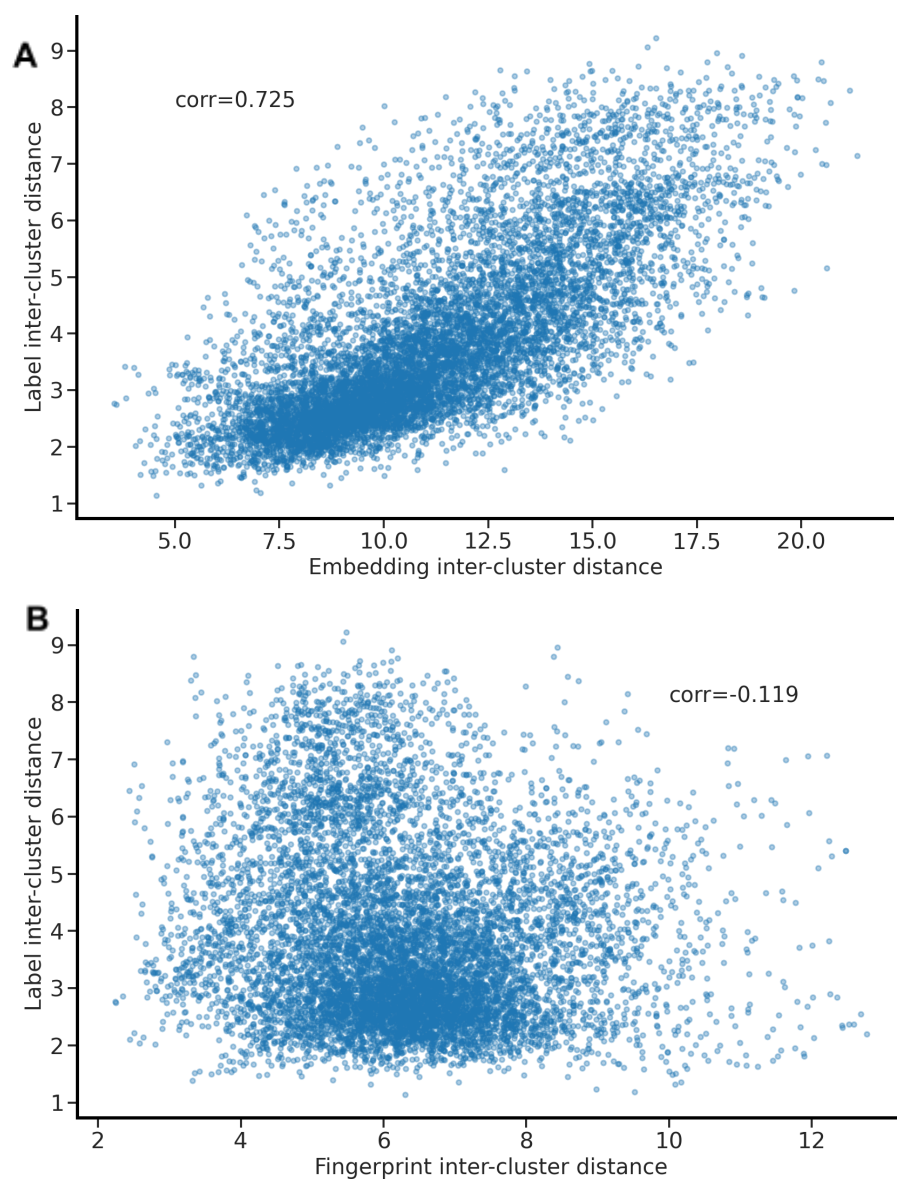 A
corr=0.725
9
8
7
6
5
4
3
2
1
Label inter-cluster distance
5.0 7.5 10.0 12.5 15.0 17.5 20.0
Embedding inter-cluster distance
B
corr=-0.119
9
8
7
6
5
4
3
2
1
Label inter-cluster distance
2 4 6 8 10 12
Fingerprint inter-cluster distance